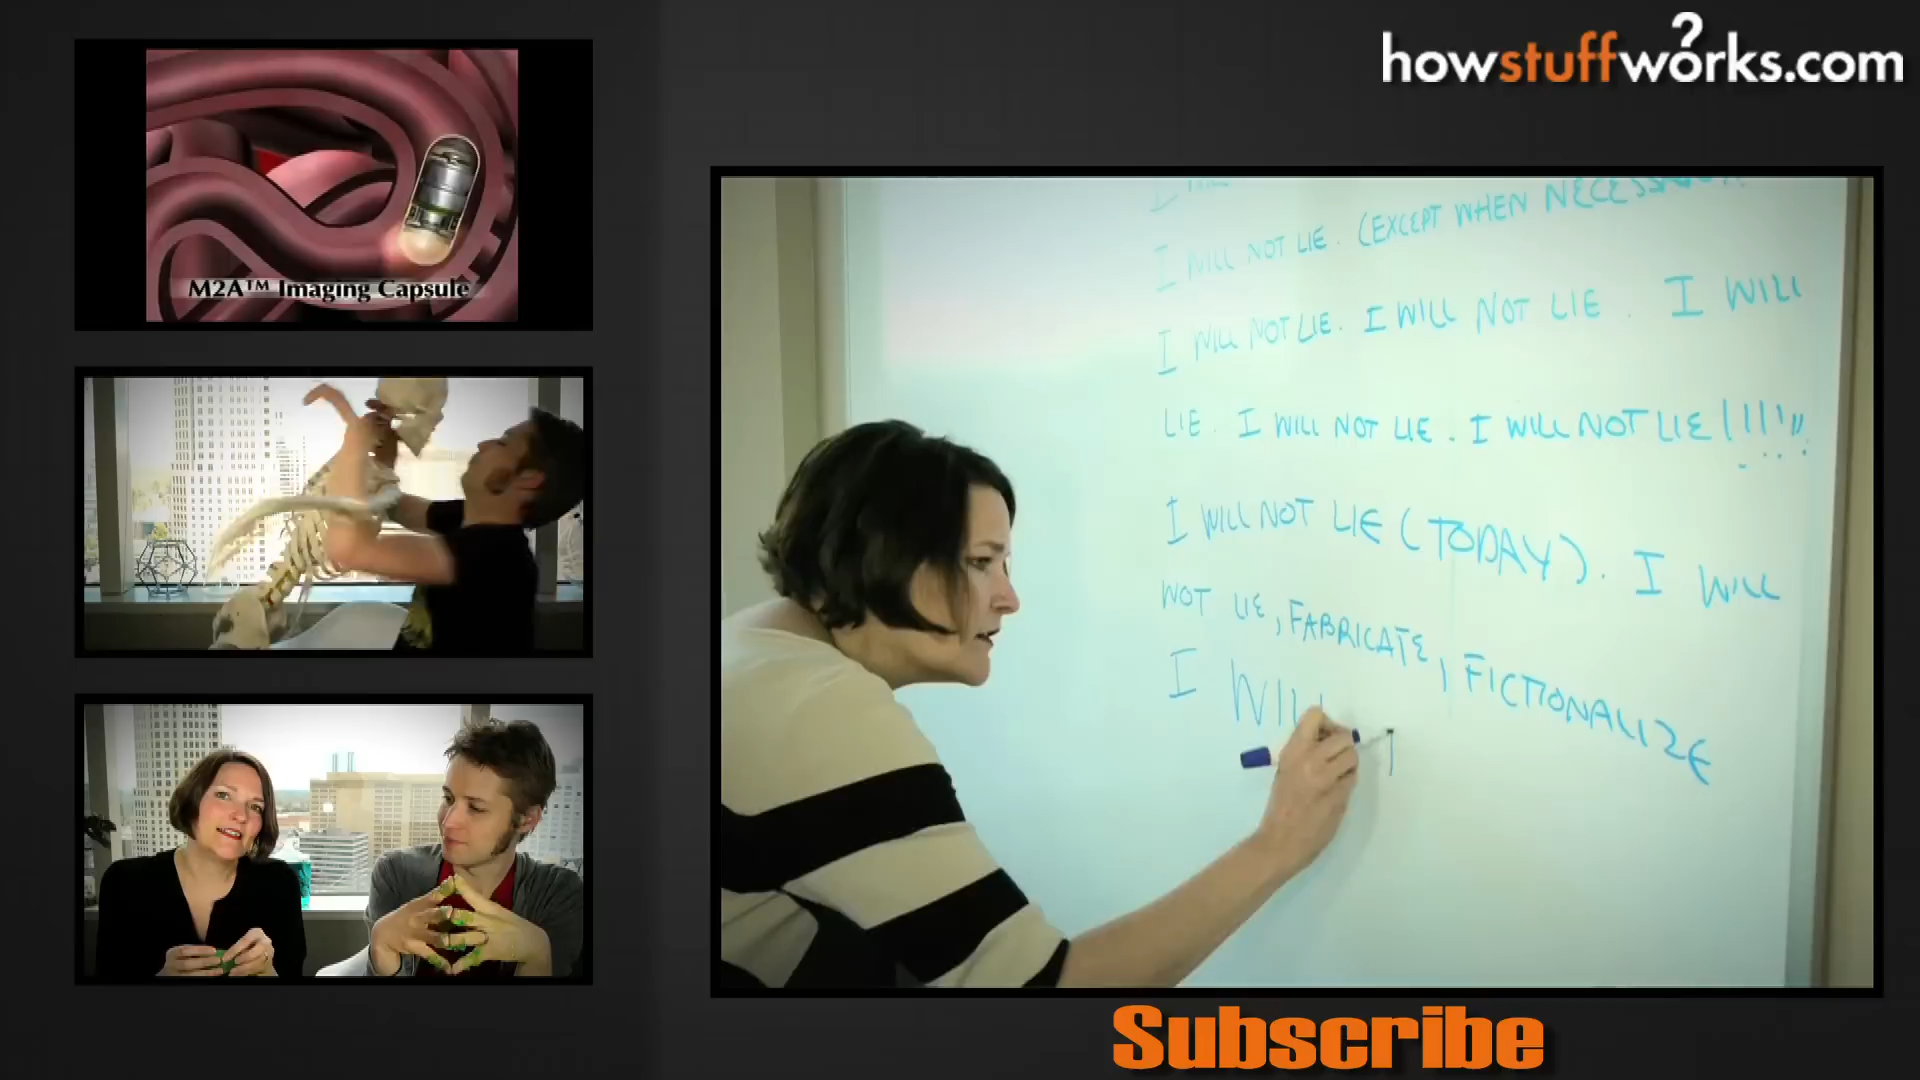 howstuffworks.com
M2A™ Imaging Capsule
I WILL NOT LIE. (EXCEPT WHEN NECESSARY.
I WILL NOT LIE. I WILL NOT LIE. I WILL
LIE. I WILL NOT LIE. I WILL NOT LIE!!!!!!
I WILL NOT LIE (TODAY). I WILL
NOT LIE, FABRICATE, FICTIONALIZE
I WILL
Subscribe